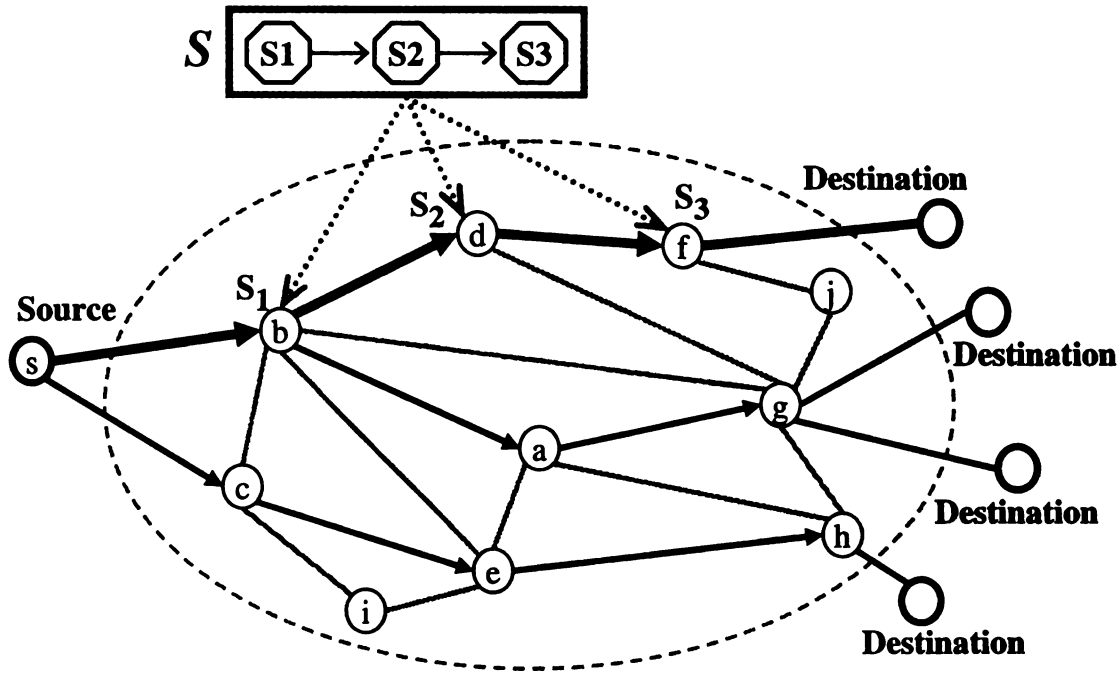 S S1 S2 S3
Destination
S2 S3
d f
S1 j
Source b
s Destination
g
a
c Destination
h
e
i
Destination